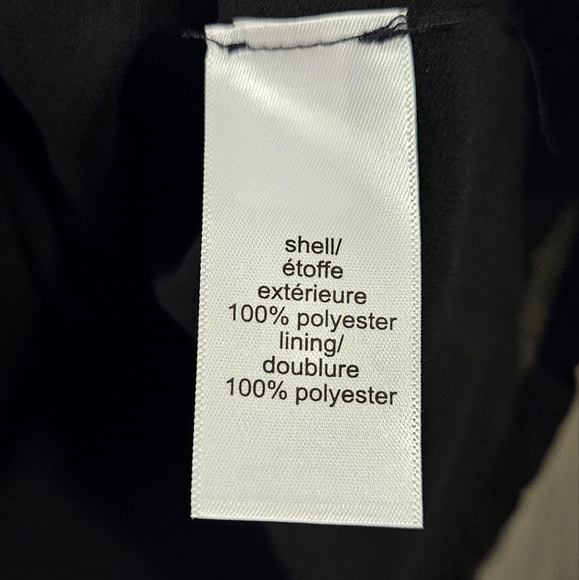 shell/
étoffe
extérieure
100% polyester
lining/
doublure
100% polyester